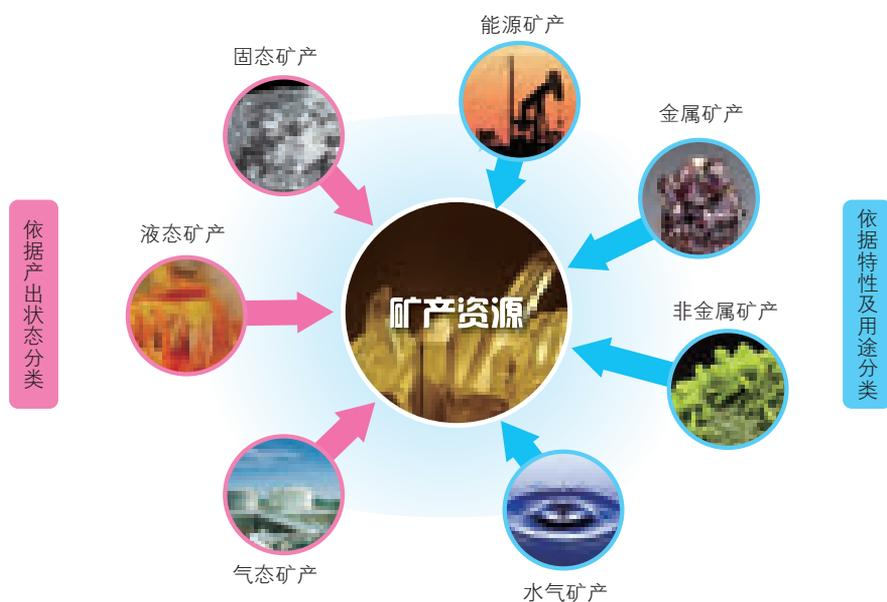 能源矿产
固态矿产
金属矿产
依据产出状态分类
液态矿产
矿产资源
依据特性及用途分类
非金属矿产
气态矿产
水气矿产